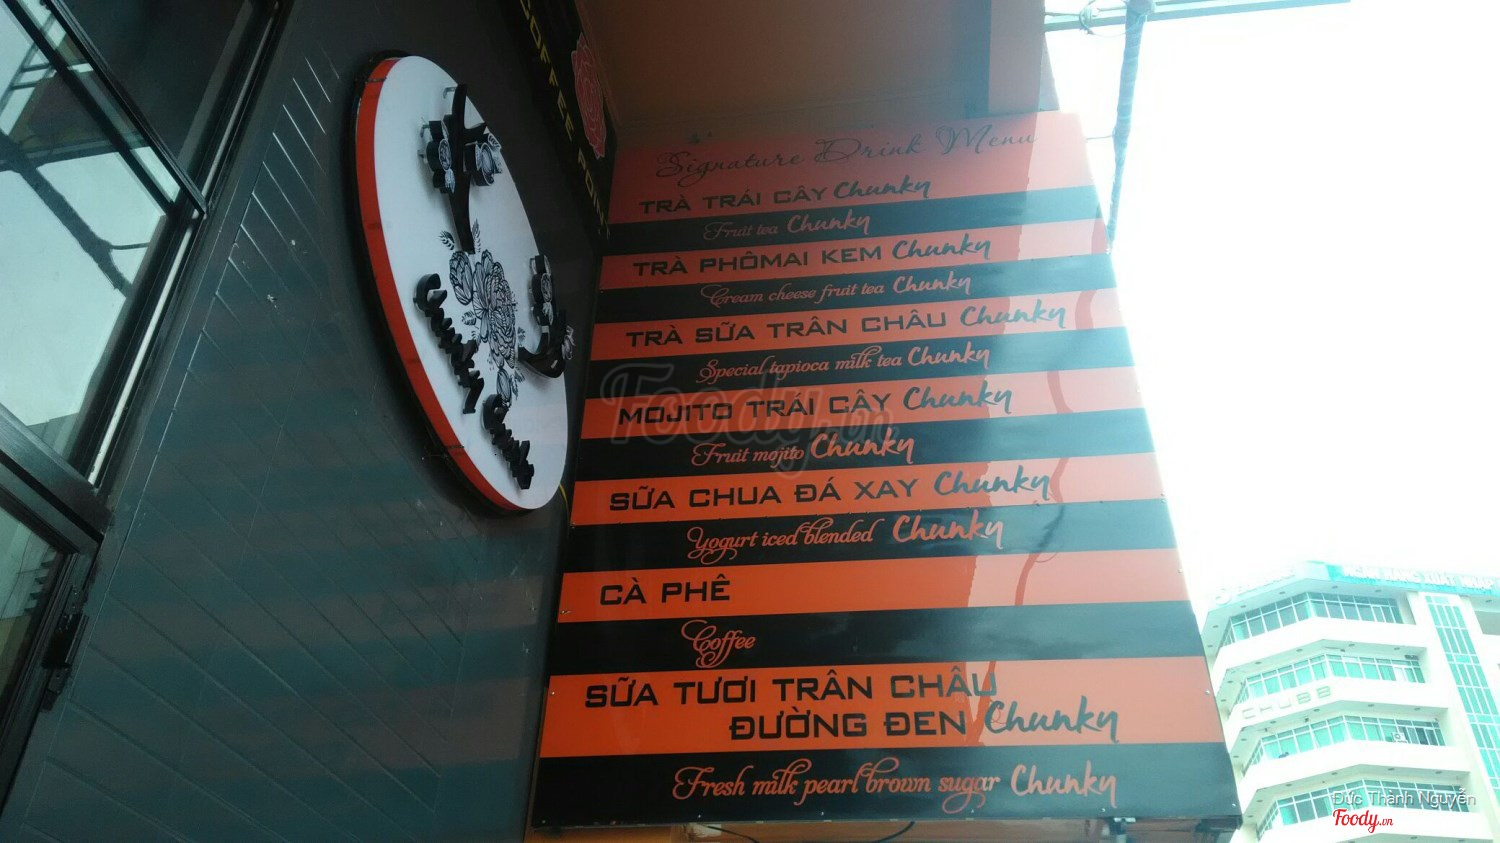 COFFEE POINT
Signature Drink Menu
TRÀ TRÁI CÂY Chunky
Fruit tea Chunky
TRÀ PHÔMAI KEM Chunky
Cream cheese fruit tea Chunky
TRÀ SỮA TRÂN CHÂU Chunky
Special tapioca milk tea Chunky
MOJITO TRÁI CÂY Chunky
Fruit mojito Chunky
SỮA CHUA ĐÁ XAY Chunky
Yogurt iced blended Chunky
CÀ PHÊ
Coffee
SỮA TƯƠI TRÂN CHÂU
ĐƯỜNG ĐEN Chunky
Fresh milk pearl brown sugar Chunky
Foody.vn
CHUBB
Đức Thành Nguyễn
Foody.vn